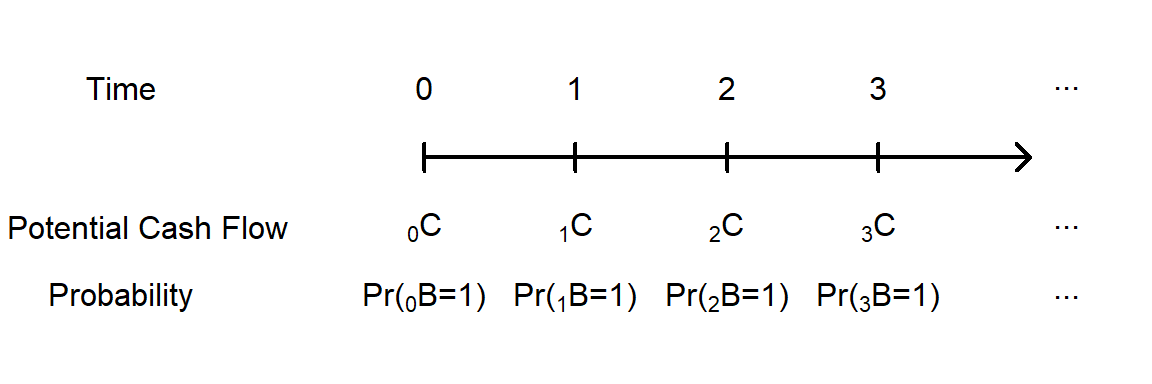 Time 0 1 2 3 ...
Potential Cash Flow ₀C ₁C ₂C ₃C ...
Probability Pr(₀B=1) Pr(₁B=1) Pr(₂B=1) Pr(₃B=1) ...